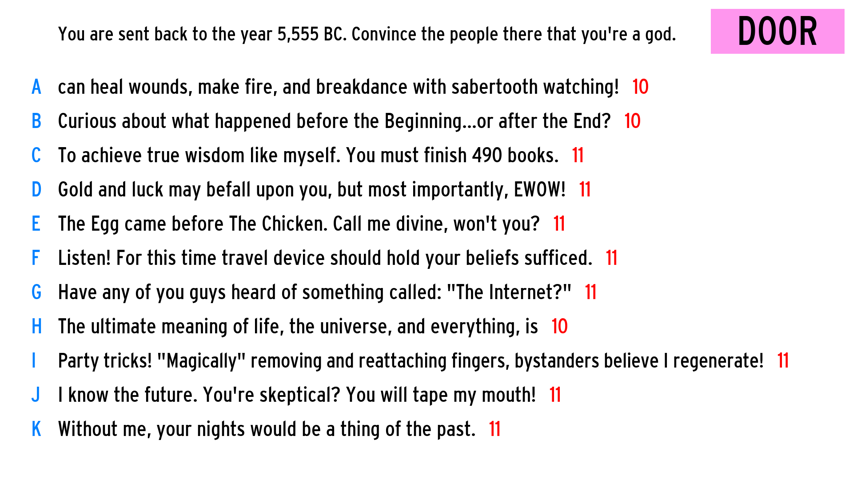 You are sent back to the year 5,555 BC. Convince the people there that you're a god.
DOOR
A can heal wounds, make fire, and breakdance with sabertooth watching! 10
B Curious about what happened before the Beginning...or after the End? 10
C To achieve true wisdom like myself. You must finish 490 books. 11
D Gold and luck may befall upon you, but most importantly, EWOW! 11
E The Egg came before The Chicken. Call me divine, won't you? 11
F Listen! For this time travel device should hold your beliefs sufficed. 11
G Have any of you guys heard of something called: "The Internet?" 11
H The ultimate meaning of life, the universe, and everything, is 10
I Party tricks! "Magically" removing and reattaching fingers, bystanders believe I regenerate! 11
J I know the future. You're skeptical? You will tape my mouth! 11
K Without me, your nights would be a thing of the past. 11